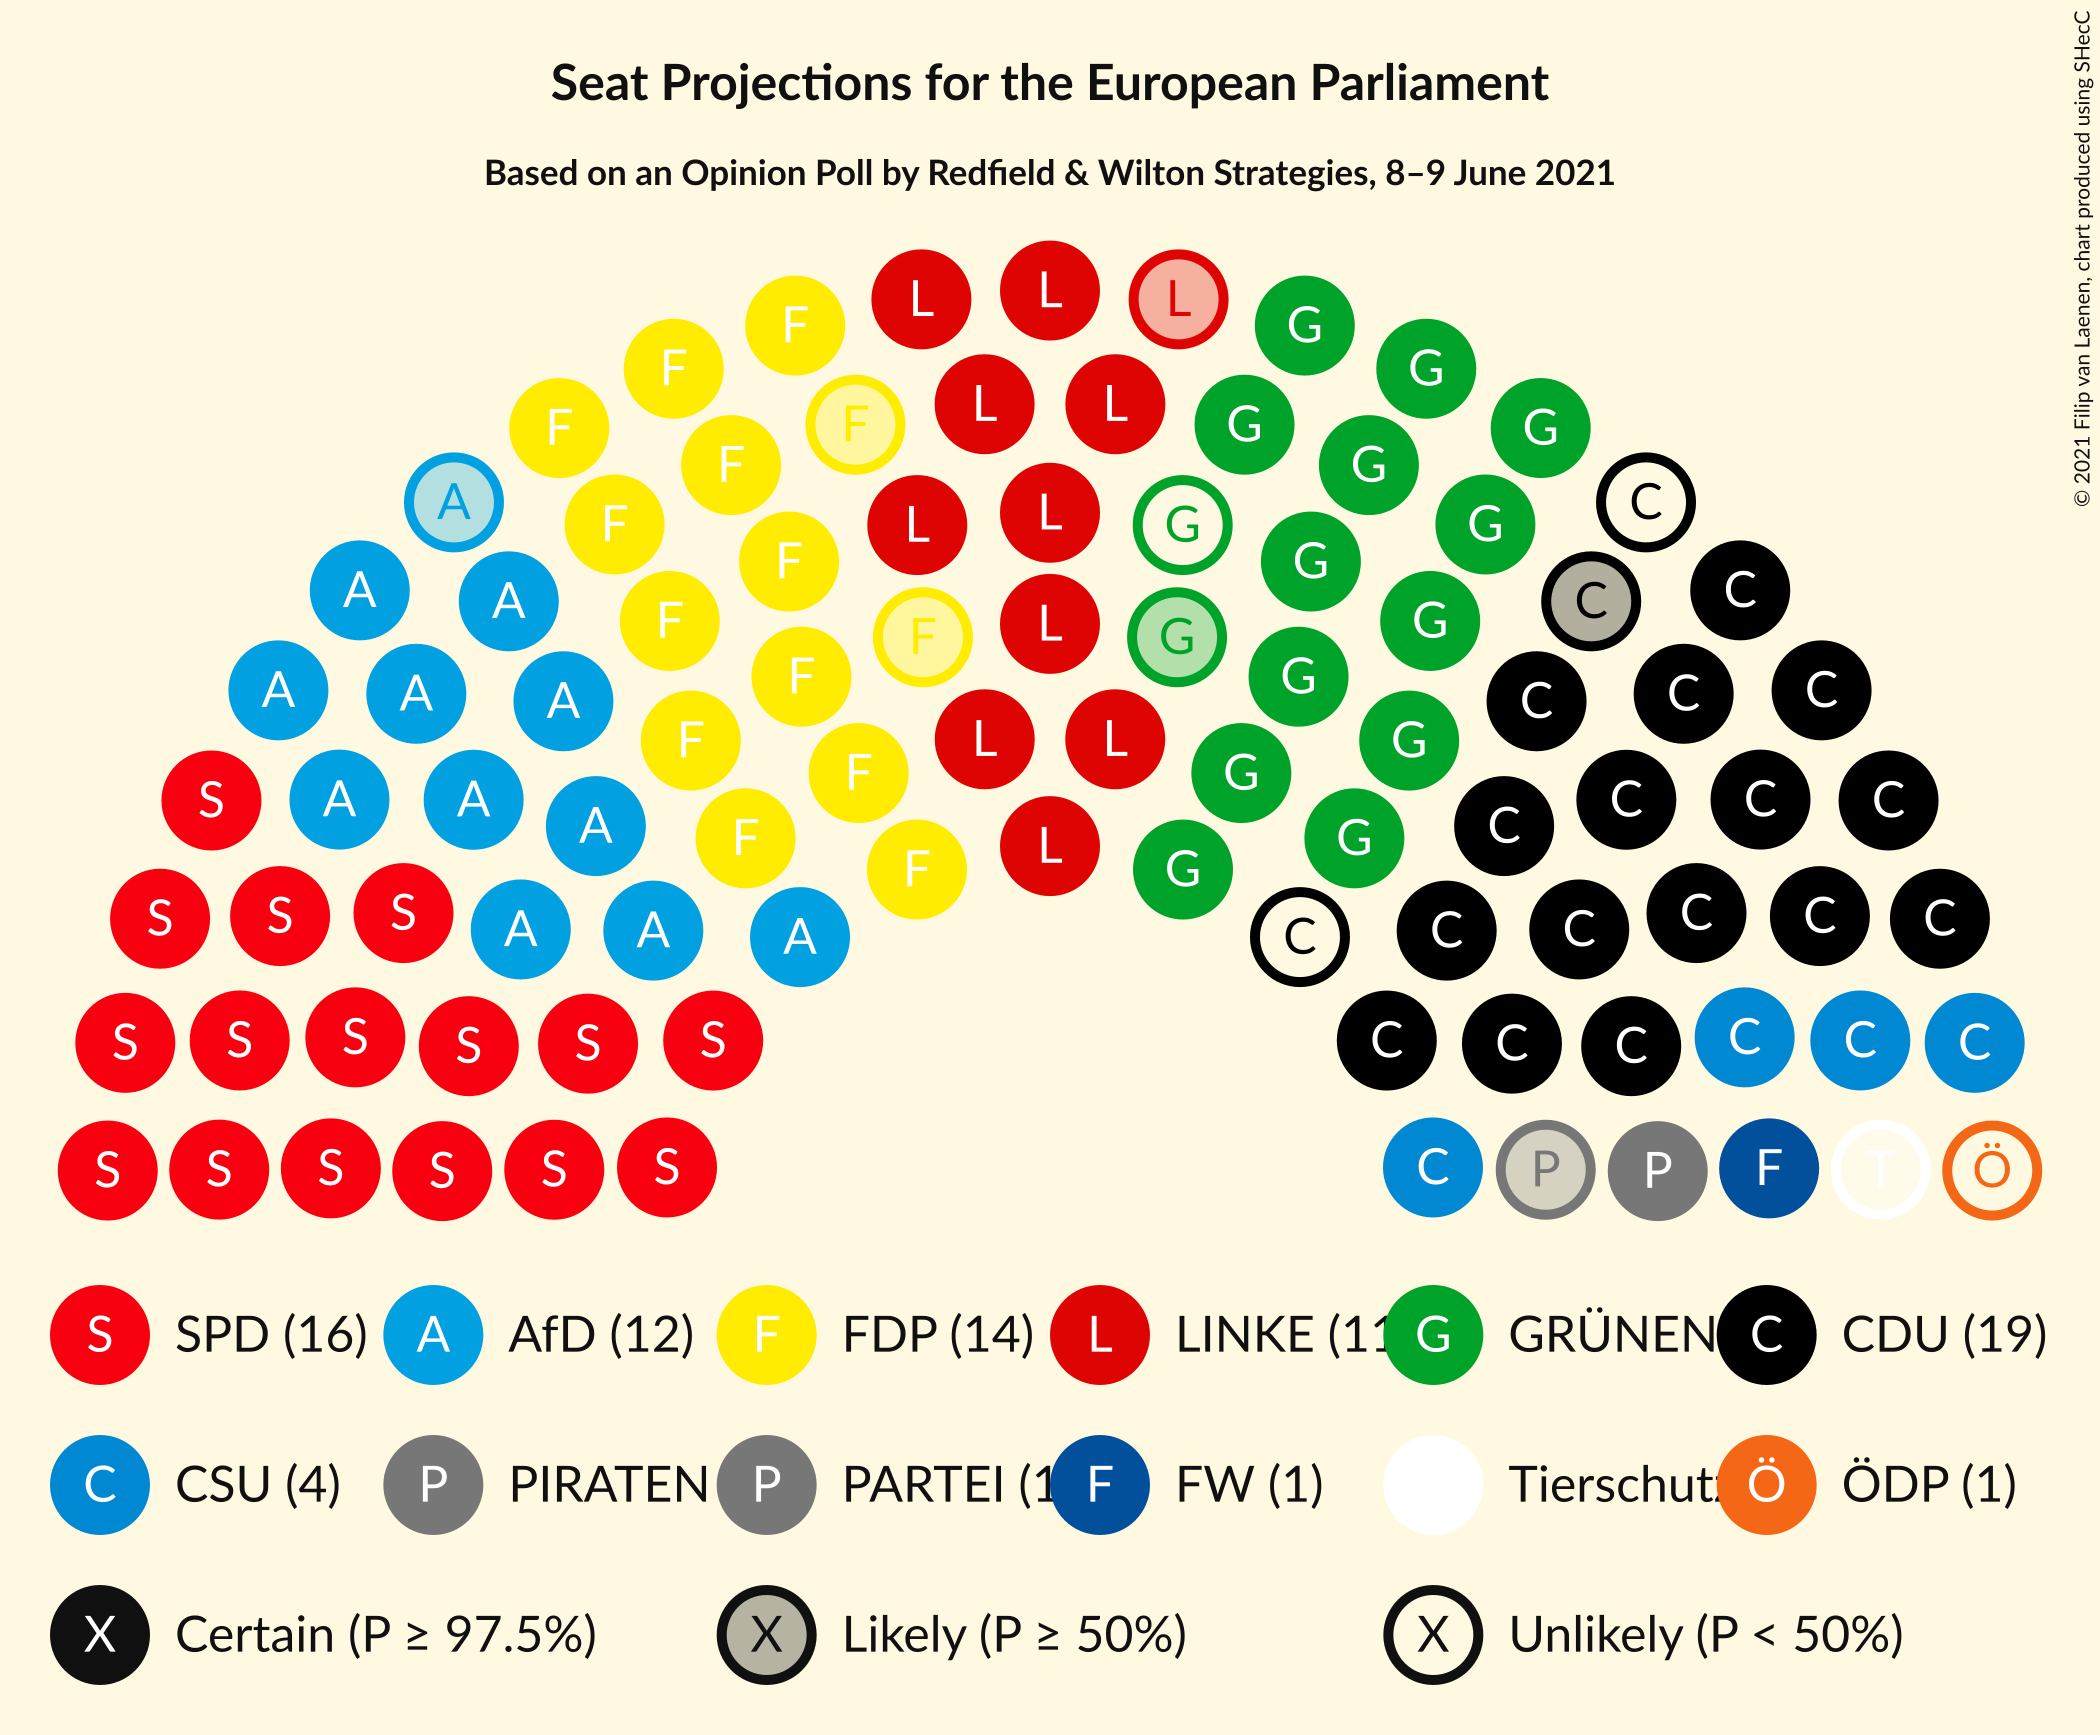 Seat Projections for the European Parliament
Based on an Opinion Poll by Redfield & Wilton Strategies, 8–9 June 2021
© 2021 Filip van Laenen, chart produced using SHecC
L L L
F G
F G
L L
F G
F G
A C
F G
L L G
F G
F G
A A C C
L
F F G G
A A A C C C
F G
F L L G
S A A A F G C C C C
F L G
S S S A A A C C C C C C
S S S S S S C C C C C C
S S S S S S C P P F T Ö
S SPD (16) A AfD (12) F FDP (14) L LINKE (11 G GRÜNEN C CDU (19)
C CSU (4) P PIRATEN P PARTEI (1 F FW (1) Tierschutz Ö ÖDP (1)
X Certain (P ≥ 97.5%) X Likely (P ≥ 50%) X Unlikely (P < 50%)